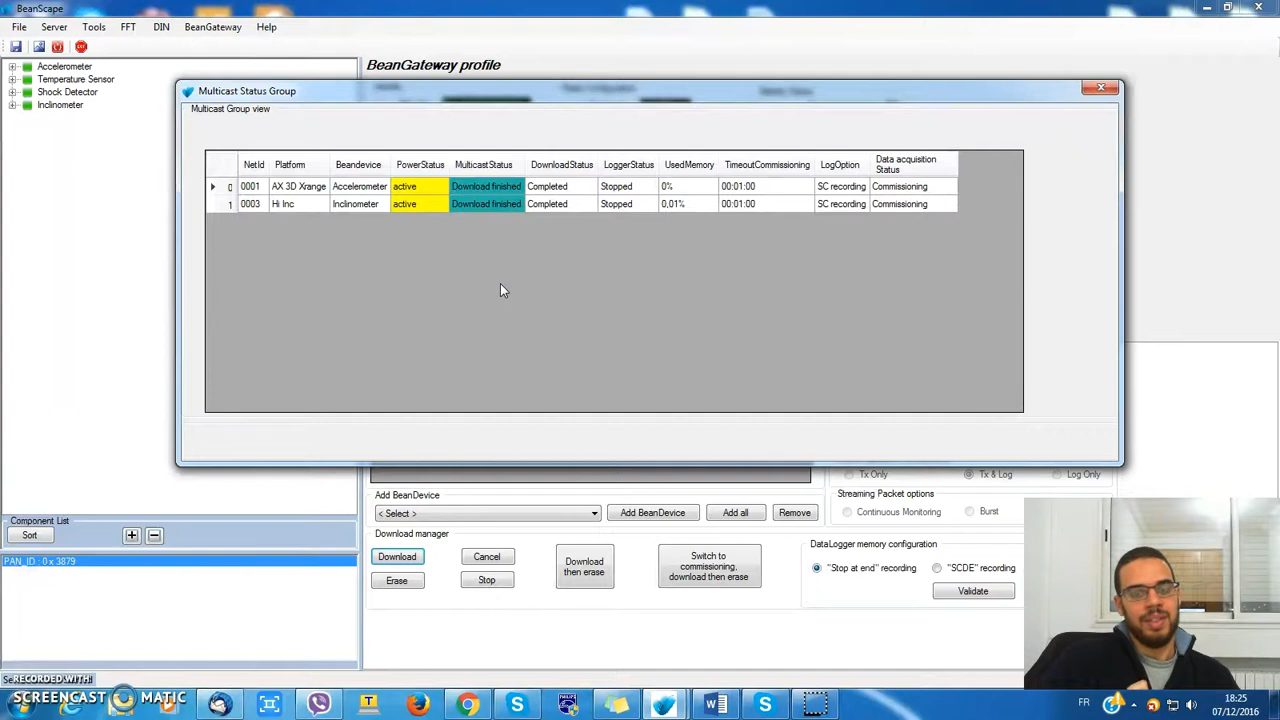 BeanScape
File Server Tools FFT DIN BeanGateway Help
Accelerometer
Temperature Sensor
Shock Detector
Inclinometer
BeanGateway profile
Multicast Status Group
Multicast Group view
NetId Platform Beandevice PowerStatus MulticastStatus DownloadStatus LoggerStatus UsedMemory TimeoutCommissioning LogOption Data acquisition Status
0 0001 AX 3D Xrange Accelerometer active Download finished Completed Stopped 0% 00:01:00 SC recording Commissioning
1 0003 Hi Inc Inclinometer active Download finished Completed Stopped 0,01% 00:01:00 SC recording Commissioning
Tx Only Tx & Log Log Only
Add BeanDevice
Streaming Packet options
< Select > Add BeanDevice Add all Remove
Continuous Monitoring Burst
Component List
Sort
Download manager
Download Cancel
Erase Stop
Download then erase
Switch to commissioning, download then erase
DataLogger memory configuration
"Stop at end" recording "SCDE" recording
Validate
PAN_ID : 0 x 3879
RECORDED WITH
SCREENCAST MATIC
FR
18:25
07/12/2016